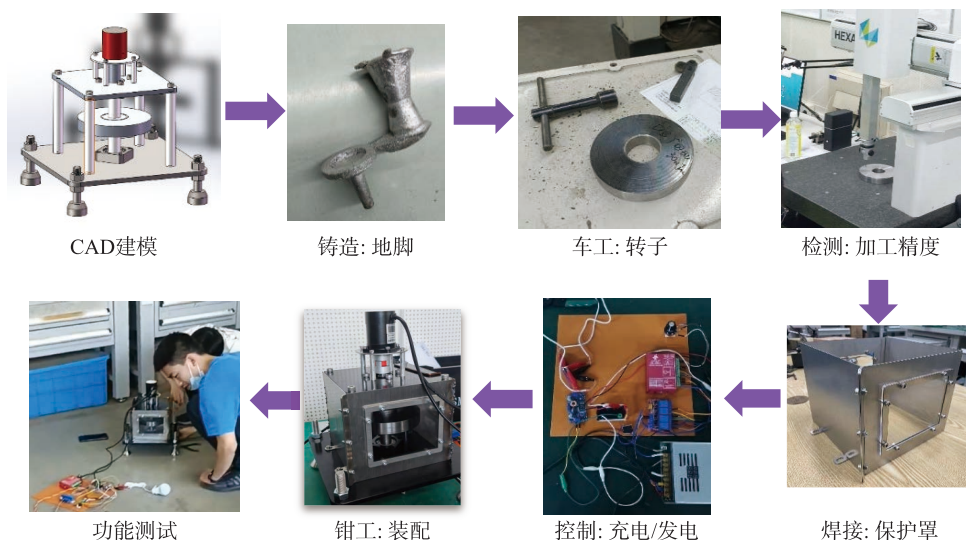 HEXA
CAD建模
铸造: 地脚
车工: 转子
检测: 加工精度
功能测试
钳工: 装配
控制: 充电/发电
焊接: 保护罩